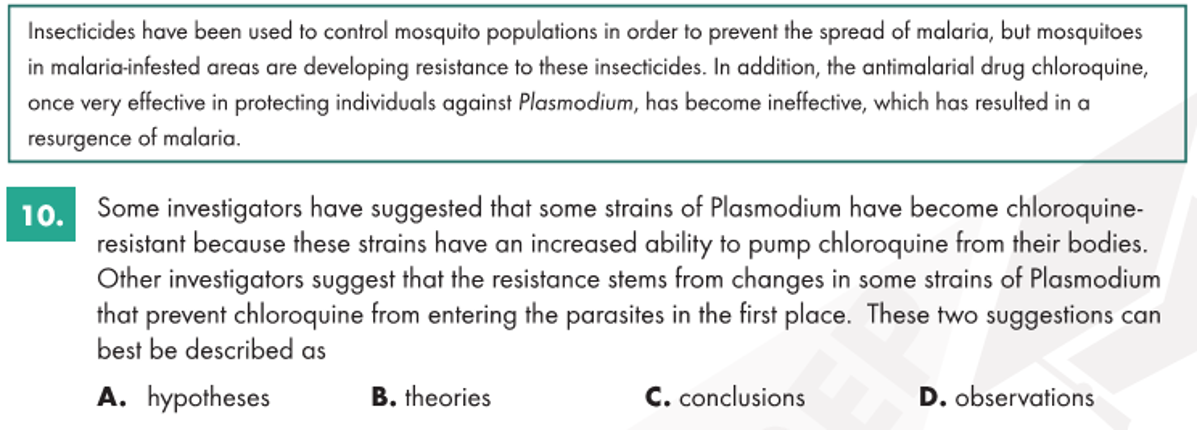 Insecticides have been used to control mosquito populations in order to prevent the spread of malaria, but mosquitoes
in malaria-infested areas are developing resistance to these insecticides. In addition, the antimalarial drug chloroquine,
once very effective in protecting individuals against Plasmodium, has become ineffective, which has resulted in a
resurgence of malaria.
10.
Some investigators have suggested that some strains of Plasmodium have become chloroquine-
resistant because these strains have an increased ability to pump chloroquine from their bodies.
Other investigators suggest that the resistance stems from changes in some strains of Plasmodium
that prevent chloroquine from entering the parasites in the first place. These two suggestions can
best be described as
A. hypotheses B. theories C. conclusions D. observations